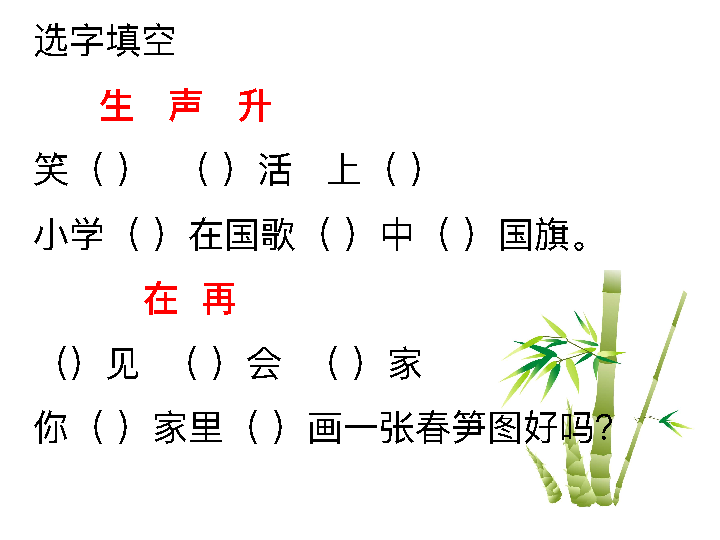 选字填空
生 声 升
笑（ ） （ ）活 上（ ）
小学（ ）在国歌（ ）中（ ）国旗。
在 再
（）见 （ ）会 （ ）家
你（ ）家里（ ）画一张春笋图好吗?